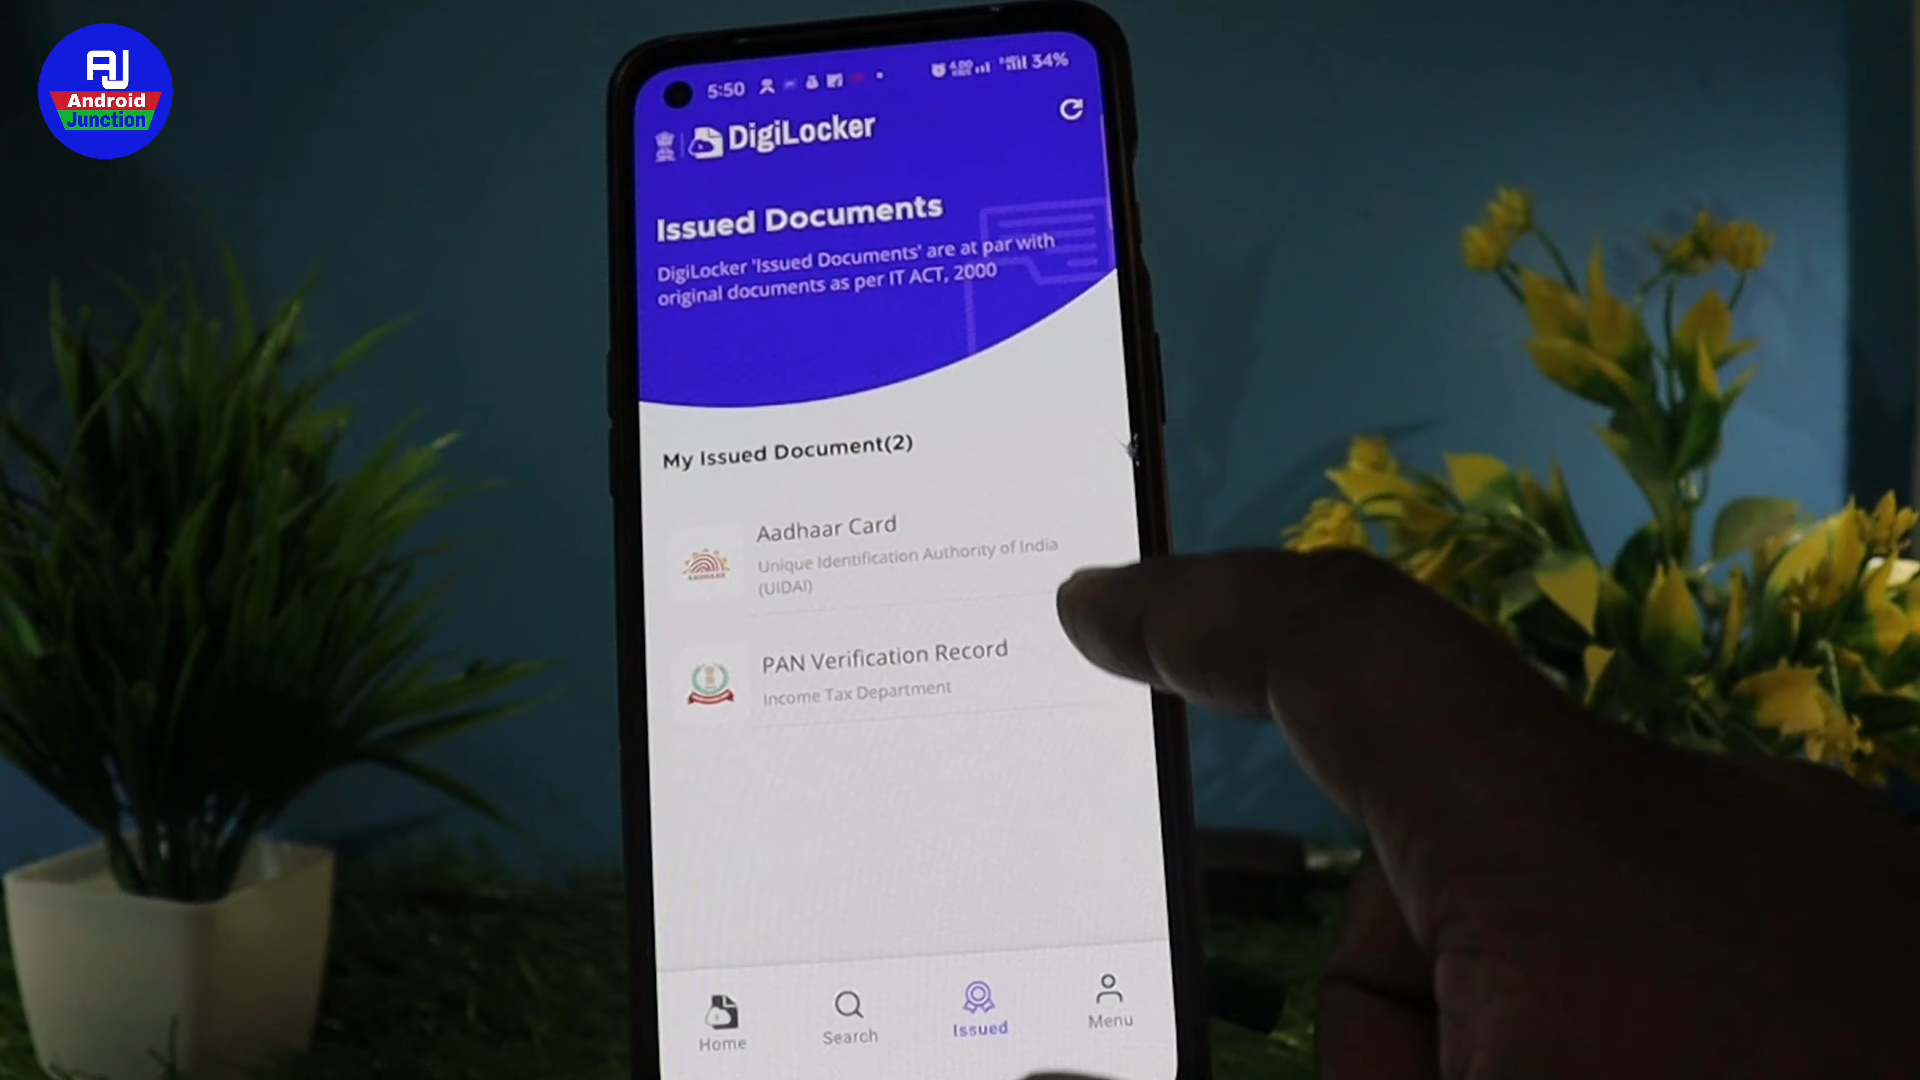 AJ
Android
Junction
5:50
34%
DigiLocker
Issued Documents
DigiLocker 'Issued Documents' are at par with
original documents as per IT ACT, 2000
My Issued Document(2)
Aadhaar Card
Unique Identification Authority of India
(UIDAI)
AADHAAR
PAN Verification Record
Income Tax Department
Home
Search
Issued
Menu